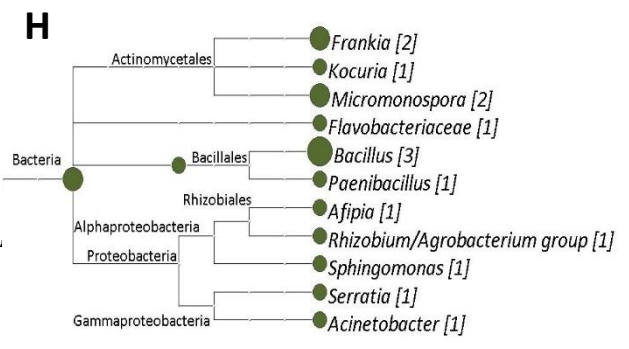 H
Actinomycetales
Frankia [2]
Kocuria [1]
Micromonospora [2]
Flavobacteriaceae [1]
Bacteria
Bacillales
Bacillus [3]
Paenibacillus [1]
Rhizobiales
Afipia [1]
Alphaproteobacteria
Rhizobium/Agrobacterium group [1]
Proteobacteria
Sphingomonas [1]
Serratia [1]
Gammaproteobacteria
Acinetobacter [1]